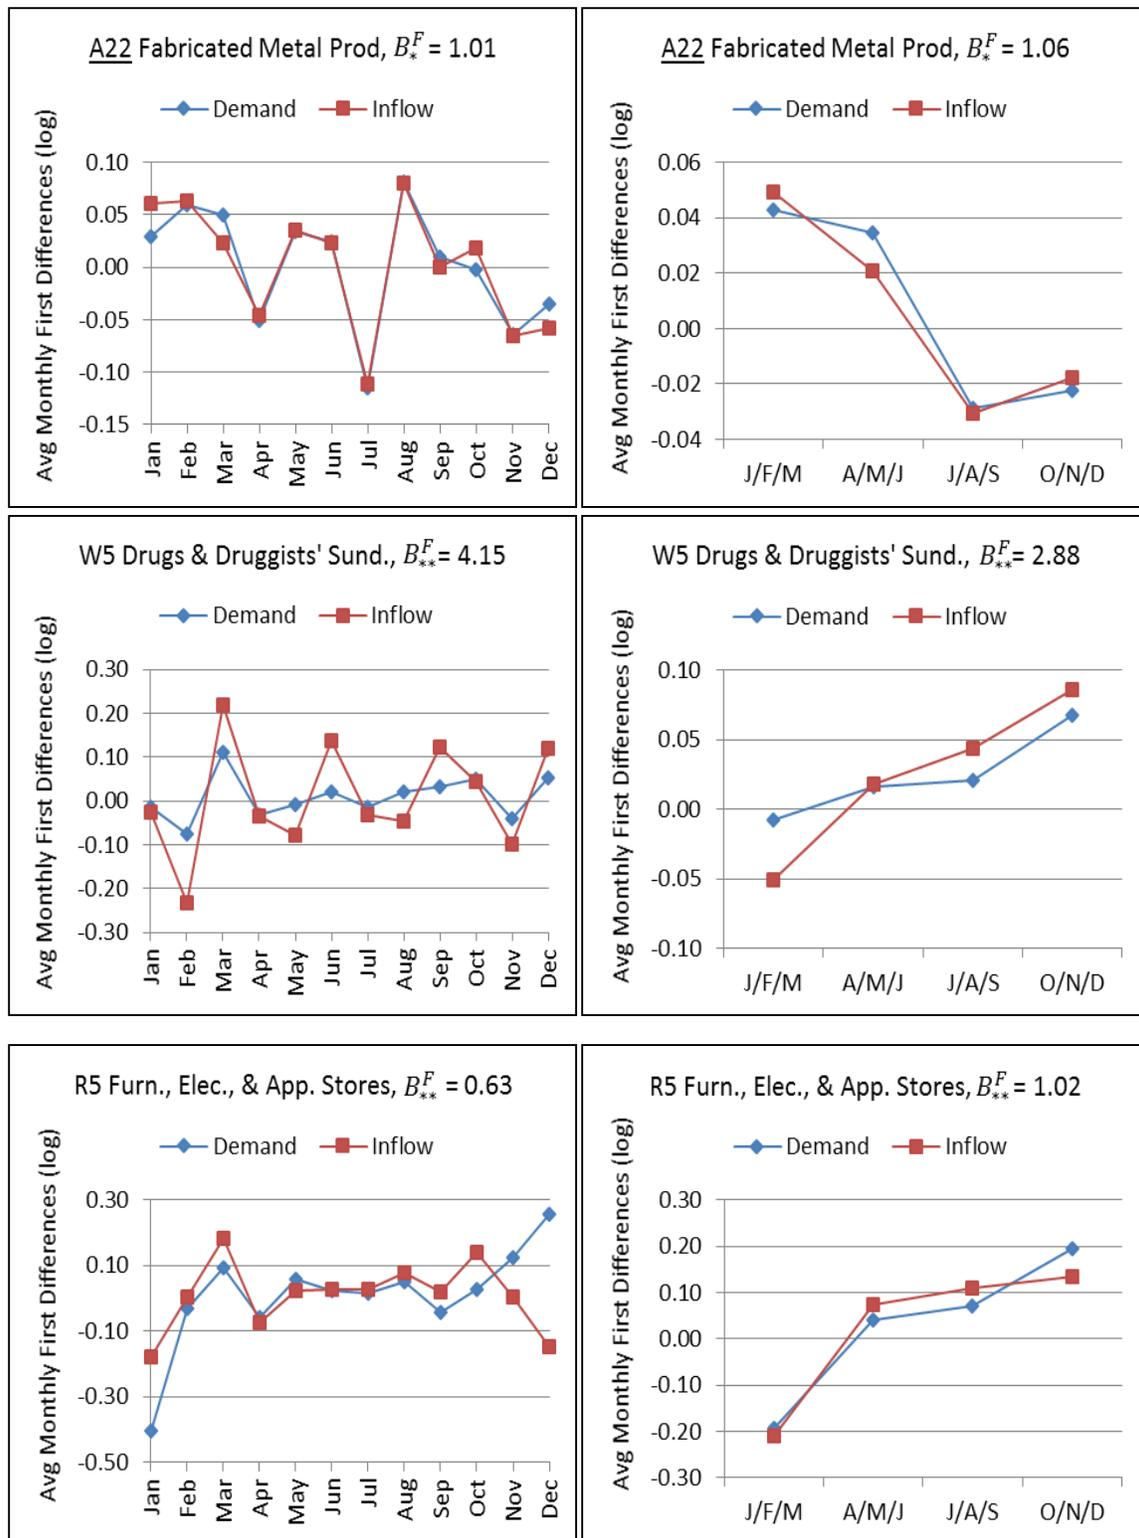 A22 Fabricated Metal Prod, B*^F = 1.01
Demand Inflow
Avg Monthly First Differences (log)
0.10
0.05
0.00
-0.05
-0.10
-0.15
Jan Feb Mar Apr May Jun Jul Aug Sep Oct Nov Dec
A22 Fabricated Metal Prod, B*^F = 1.06
Demand Inflow
Avg Monthly First Differences (log)
0.06
0.04
0.02
0.00
-0.02
-0.04
J/F/M A/M/J J/A/S O/N/D
W5 Drugs & Druggists' Sund., B**^F = 4.15
Demand Inflow
Avg Monthly First Differences (log)
0.30
0.20
0.10
0.00
-0.10
-0.20
-0.30
Jan Feb Mar Apr May Jun Jul Aug Sep Oct Nov Dec
W5 Drugs & Druggists' Sund., B**^F = 2.88
Demand Inflow
Avg Monthly First Differences (log)
0.10
0.05
0.00
-0.05
-0.10
J/F/M A/M/J J/A/S O/N/D
R5 Furn., Elec., & App. Stores, B**^F = 0.63
Demand Inflow
Avg Monthly First Differences (log)
0.30
0.10
-0.10
-0.30
-0.50
Jan Feb Mar Apr May Jun Jul Aug Sep Oct Nov Dec
R5 Furn., Elec., & App. Stores, B**^F = 1.02
Demand Inflow
Avg Monthly First Differences (log)
0.30
0.20
0.10
0.00
-0.10
-0.20
-0.30
J/F/M A/M/J J/A/S O/N/D